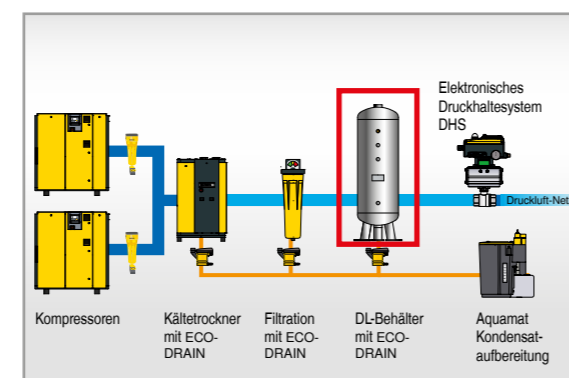 Elektronisches
Druckhaltesystem
DHS
Druckluft-Net
Kompressoren
Kältetrockner
mit ECO-
DRAIN
Filtration
mit ECO-
DRAIN
DL-Behälter
mit ECO-
DRAIN
Aquamat
Kondensat-
aufbereitung